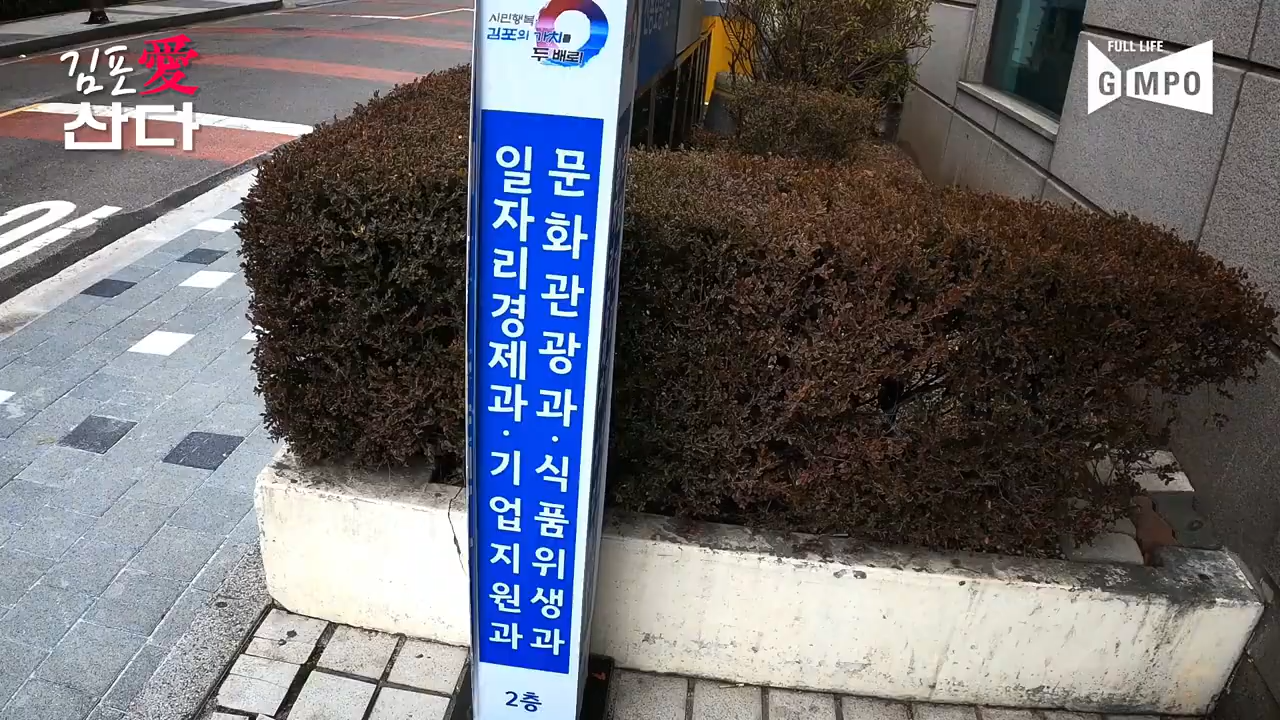 김포愛
산다
FULL LIFE
GIMPO
시민행복
김포의 가치를
두 배로!
문화관광과·식품위생과
일자리경제과·기업지원과
2층